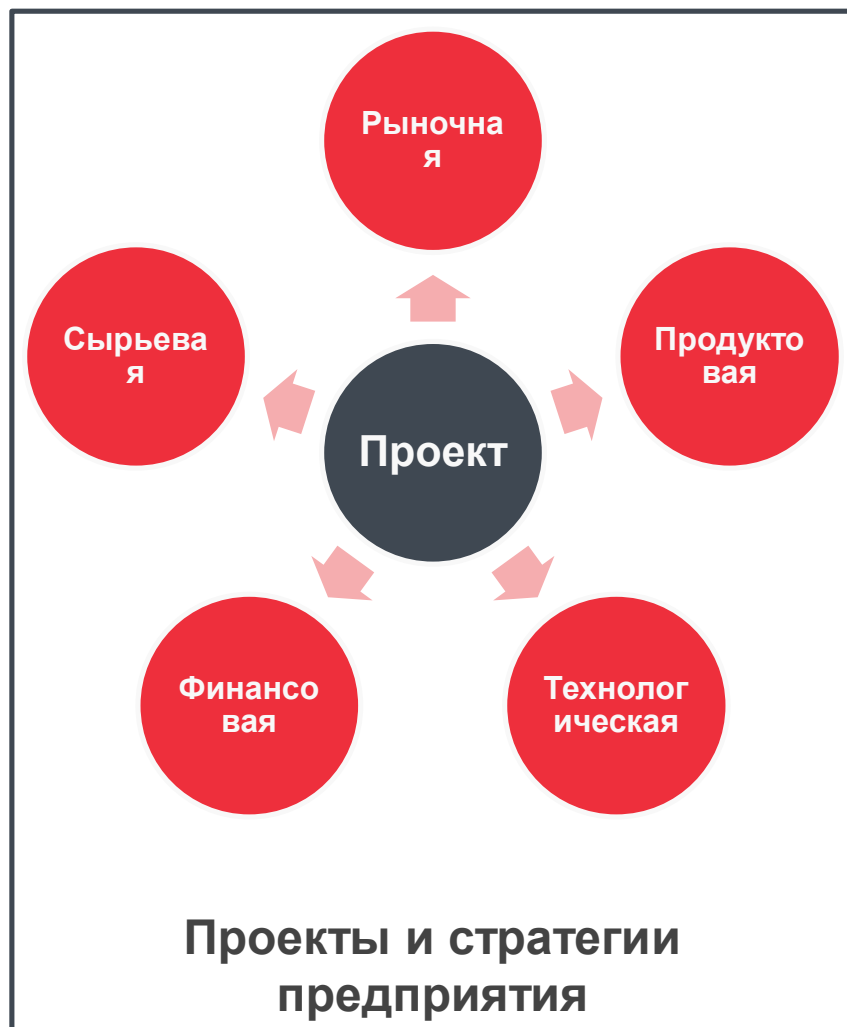 Рыночна
я
Сырьева
я
Продукто
вая
Проект
Финансо
вая
Технолог
ическая
Проекты и стратегии
предприятия